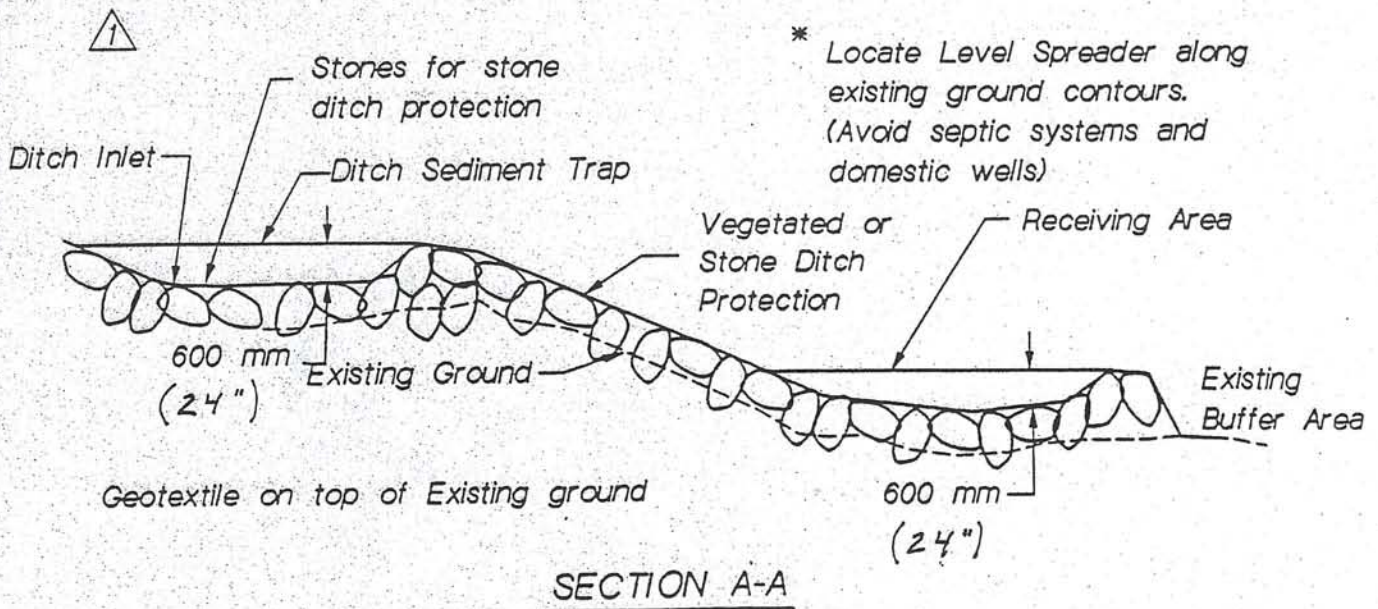 1
Stones for stone
ditch protection
*
Locate Level Spreader along
existing ground contours.
(Avoid septic systems and
domestic wells)
Ditch Inlet
Ditch Sediment Trap
Vegetated or
Stone Ditch
Protection
Receiving Area
600 mm
(24")
Existing Ground
Existing
Buffer Area
Geotextile on top of Existing ground
600 mm
(24")
SECTION A-A